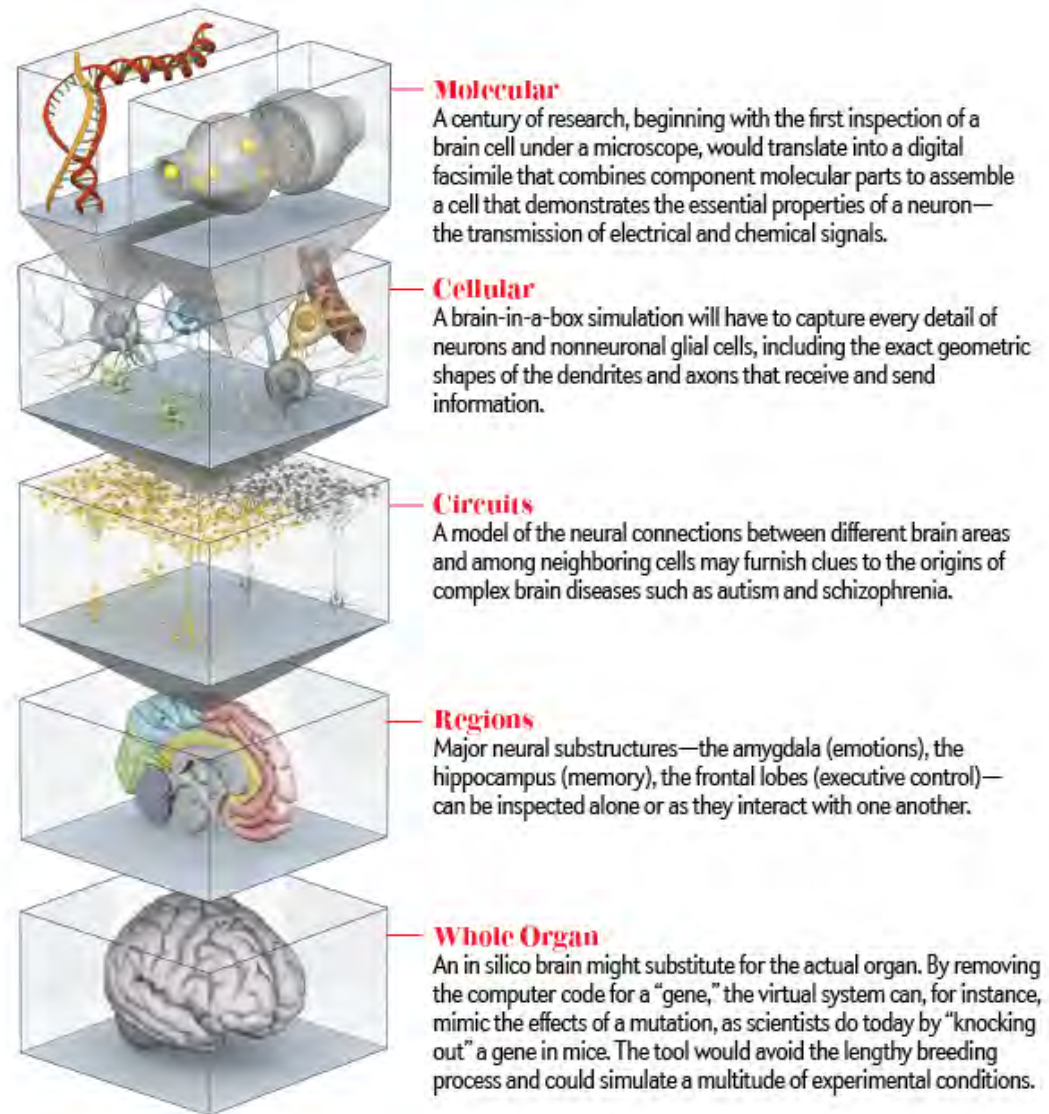 Molecular
A century of research, beginning with the first inspection of a
brain cell under a microscope, would translate into a digital
facsimile that combines component molecular parts to assemble
a cell that demonstrates the essential properties of a neuron—
the transmission of electrical and chemical signals.
Cellular
A brain-in-a-box simulation will have to capture every detail of
neurons and nonneuronal glial cells, including the exact geometric
shapes of the dendrites and axons that receive and send
information.
Circuits
A model of the neural connections between different brain areas
and among neighboring cells may furnish clues to the origins of
complex brain diseases such as autism and schizophrenia.
Regions
Major neural substructures—the amygdala (emotions), the
hippocampus (memory), the frontal lobes (executive control)—
can be inspected alone or as they interact with one another.
Whole Organ
An in silico brain might substitute for the actual organ. By removing
the computer code for a “gene,” the virtual system can, for instance,
mimic the effects of a mutation, as scientists do today by “knocking
out” a gene in mice. The tool would avoid the lengthy breeding
process and could simulate a multitude of experimental conditions.